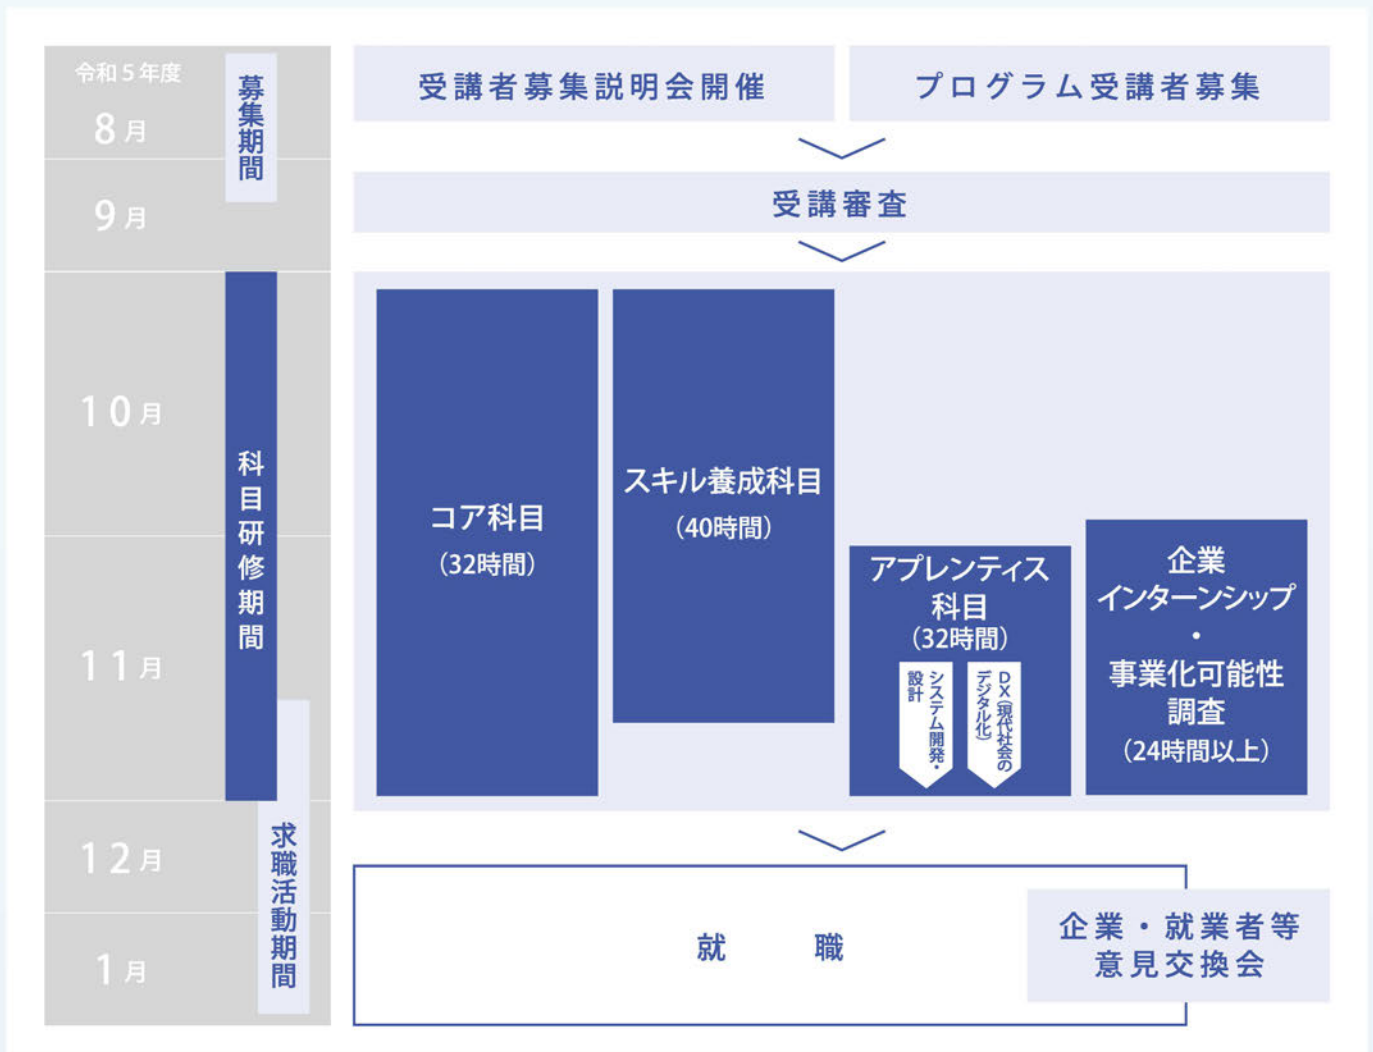 令和5年度
8月
9月
10月
11月
12月
1月
募集期間
科目研修期間
求職活動期間
受講者募集説明会開催
プログラム受講者募集
受講審査
コア科目
（32時間）
スキル養成科目
（40時間）
アプレンティス
科目
（32時間）
DX（現代社会の
デジタル化）
システム開発・
設計
企業
インターンシップ
・
事業化可能性
調査
（24時間以上）
就職
企業・就業者等
意見交換会